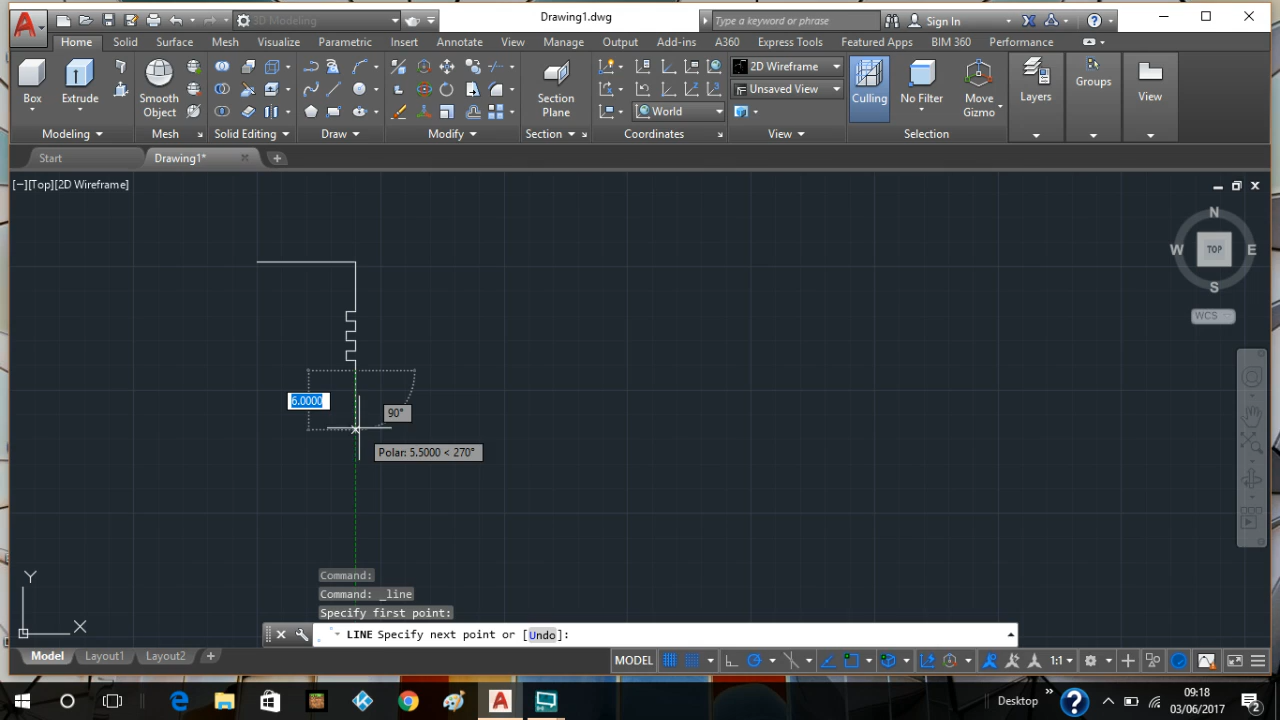 3D Modeling
Drawing1.dwg
Type a keyword or phrase
Sign In
Home Solid Surface Mesh Visualize Parametric Insert Annotate View Manage Output Add-ins A360 Express Tools Featured Apps BIM 360 Performance
Box
Extrude
Smooth
Object
Section
Plane
World
2D Wireframe
Unsaved View
Culling
No Filter
Move
Gizmo
Layers
Groups
View
Modeling
Mesh
Solid Editing
Draw
Modify
Section
Coordinates
View
Selection
Start
Drawing1*
[−][Top][2D Wireframe]
N
W
TOP
E
S
WCS
6.0000
90°
Polar: 5.5000 < 270°
Y
X
Command:
Command: _line
Specify first point:
LINE Specify next point or [Undo]:
Model
Layout1
Layout2
MODEL
1:1
Desktop
09:18
03/06/2017
2